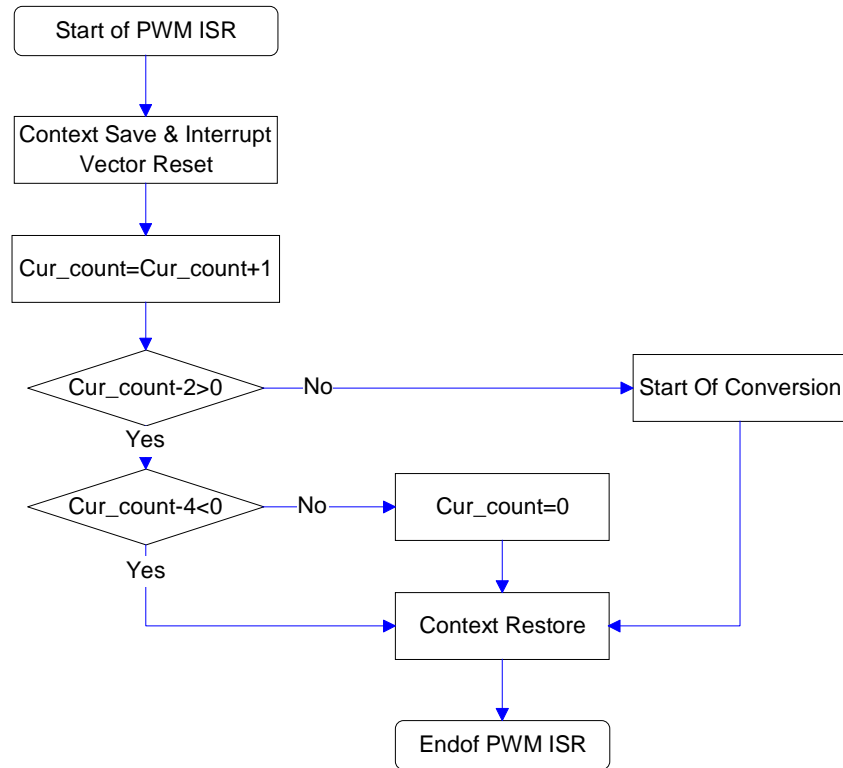 Start of PWM ISR
Context Save & Interrupt
Vector Reset
Cur_count=Cur_count+1
Cur_count-2>0
No
Start Of Conversion
Yes
Cur_count-4<0
No
Cur_count=0
Yes
Context Restore
Endof PWM ISR